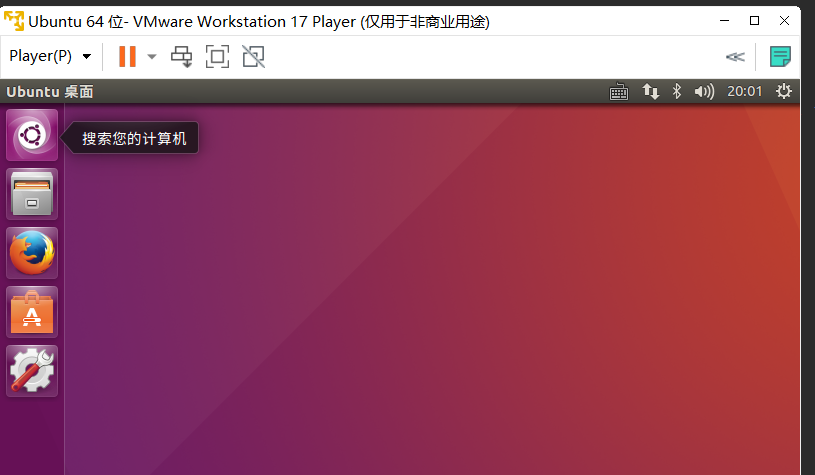 Ubuntu 64 位- VMware Workstation 17 Player (仅用于非商业用途)
Player(P)
Ubuntu 桌面
20:01
搜索您的计算机